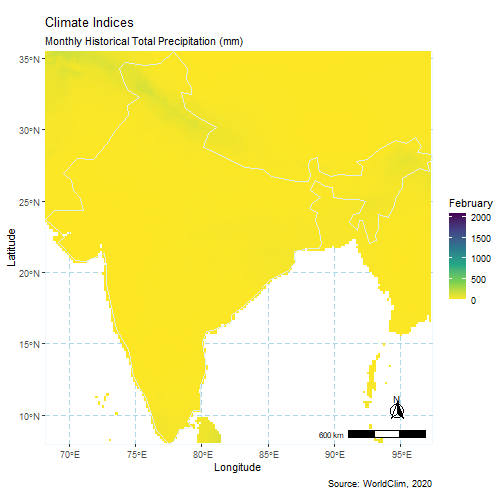 Climate Indices
Monthly Historical Total Precipitation (mm)
35°N
30°N
25°N
20°N
15°N
10°N
Latitude
70°E 75°E 80°E 85°E 90°E 95°E
Longitude
February
2000
1500
1000
500
0
N
600 km
Source: WorldClim, 2020